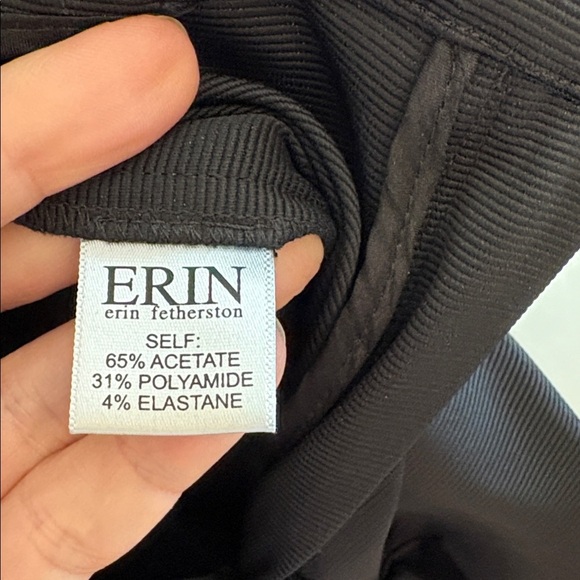 ERIN
erin fetherston
SELF:
65% ACETATE
31% POLYAMIDE
4% ELASTANE